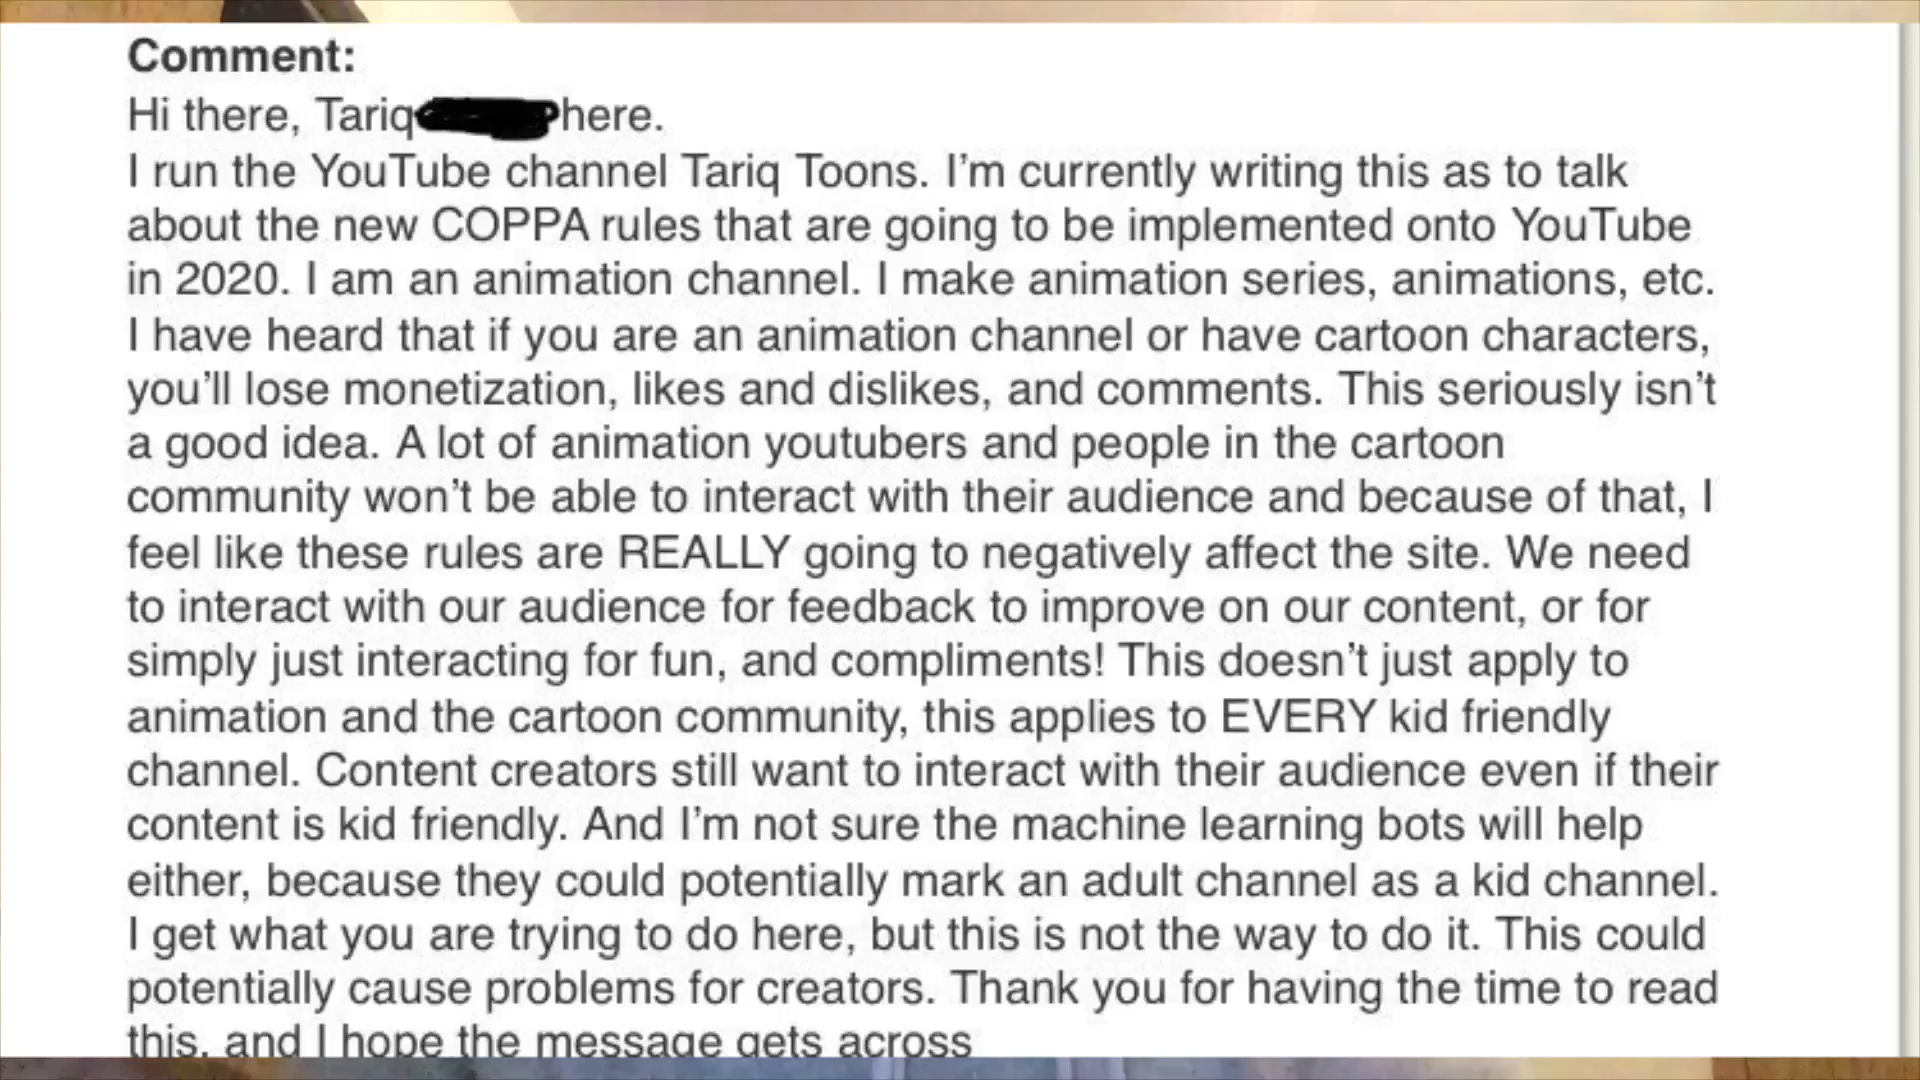 Comment:
Hi there, Tariq here.
I run the YouTube channel Tariq Toons. I’m currently writing this as to talk
about the new COPPA rules that are going to be implemented onto YouTube
in 2020. I am an animation channel. I make animation series, animations, etc.
I have heard that if you are an animation channel or have cartoon characters,
you’ll lose monetization, likes and dislikes, and comments. This seriously isn’t
a good idea. A lot of animation youtubers and people in the cartoon
community won’t be able to interact with their audience and because of that, I
feel like these rules are REALLY going to negatively affect the site. We need
to interact with our audience for feedback to improve on our content, or for
simply just interacting for fun, and compliments! This doesn’t just apply to
animation and the cartoon community, this applies to EVERY kid friendly
channel. Content creators still want to interact with their audience even if their
content is kid friendly. And I’m not sure the machine learning bots will help
either, because they could potentially mark an adult channel as a kid channel.
I get what you are trying to do here, but this is not the way to do it. This could
potentially cause problems for creators. Thank you for having the time to read
this, and I hope the message gets across